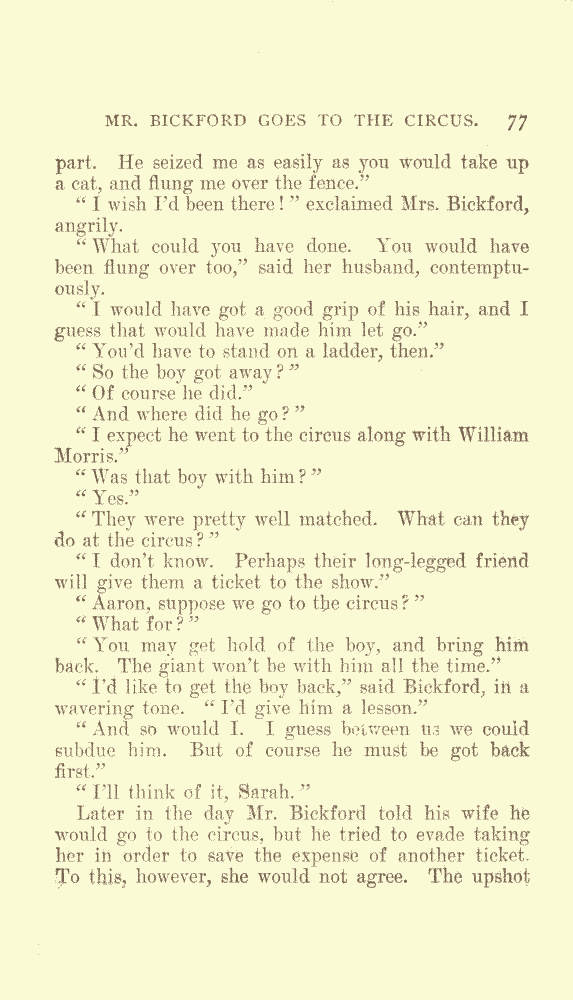 MR. BICKFORD GOES TO THE CIRCUS. 77
part. He seized me as easily as you would take up
a cat, and flung me over the fence.”
“ I wish I’d been there! ” exclaimed Mrs. Bickford,
angrily.
“ What could you have done. You would have
been flung over too,” said her husband, contemptu-
ously.
“ I would have got a good grip of his hair, and I
guess that would have made him let go.”
“ You’d have to stand on a ladder, then.”
“ So the boy got away? ”
“ Of course he did.”
“ And where did he go? ”
“ I expect he went to the circus along with William
Morris.”
“ Was that boy with him? ”
“ Yes.”
“ They were pretty well matched. What can they
do at the circus? ”
“ I don’t know. Perhaps their long-legged friend
will give them a ticket to the show.”
“ Aaron, suppose we go to the circus? ”
“ What for? ”
“ You may get hold of the boy, and bring him
back. The giant won’t be with him all the time.”
“ I’d like to get the boy back,” said Bickford, in a
wavering tone. “ I’d give him a lesson.”
“ And so would I. I guess between us we could
subdue him. But of course he must be got back
first.”
“ I’ll think of it, Sarah. ”
Later in the day Mr. Bickford told his wife he
would go to the circus, but he tried to evade taking
her in order to save the expense of another ticket.
To this, however, she would not agree. The upshot